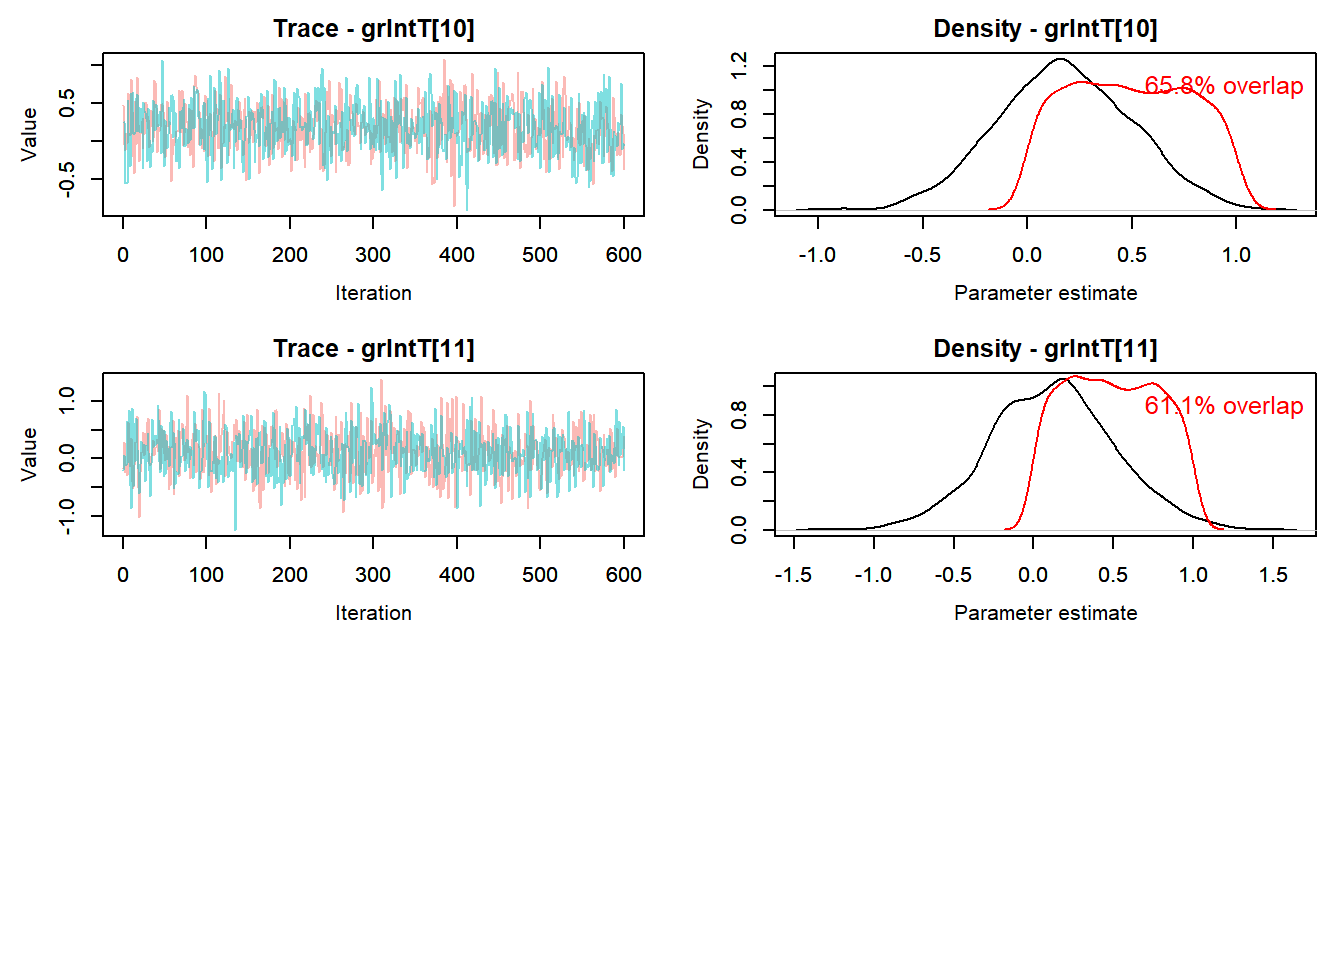 Trace - grIntT[10]
Value
0.5
-0.5
0 100 200 300 400 500 600
Iteration
Density - grIntT[10]
65.8% overlap
Density
1.2
0.8
0.4
0.0
-1.0 -0.5 0.0 0.5 1.0
Parameter estimate
Trace - grIntT[11]
Value
1.0
0.0
-1.0
0 100 200 300 400 500 600
Iteration
Density - grIntT[11]
61.1% overlap
Density
0.8
0.4
0.0
-1.5 -1.0 -0.5 0.0 0.5 1.0 1.5
Parameter estimate